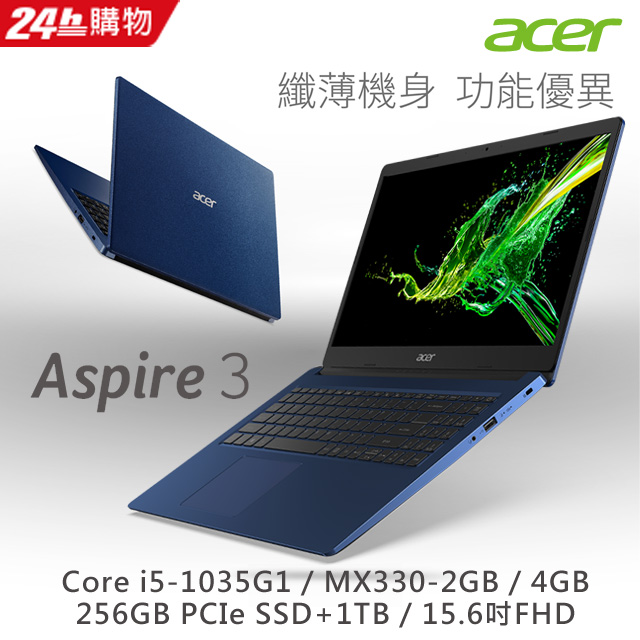 24h購物
acer
纖薄機身 功能優異
acer
acer
Aspire 3
Core i5-1035G1 / MX330-2GB / 4GB
256GB PCIe SSD+1TB / 15.6吋FHD